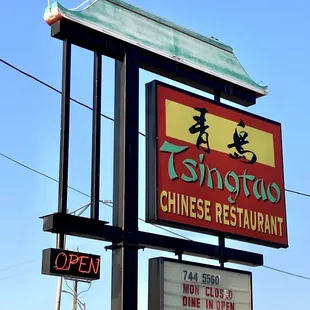 青島
Tsingtao
CHINESE RESTAURANT
OPEN
744 5560
MON CLOSED
DINE IN OPEN